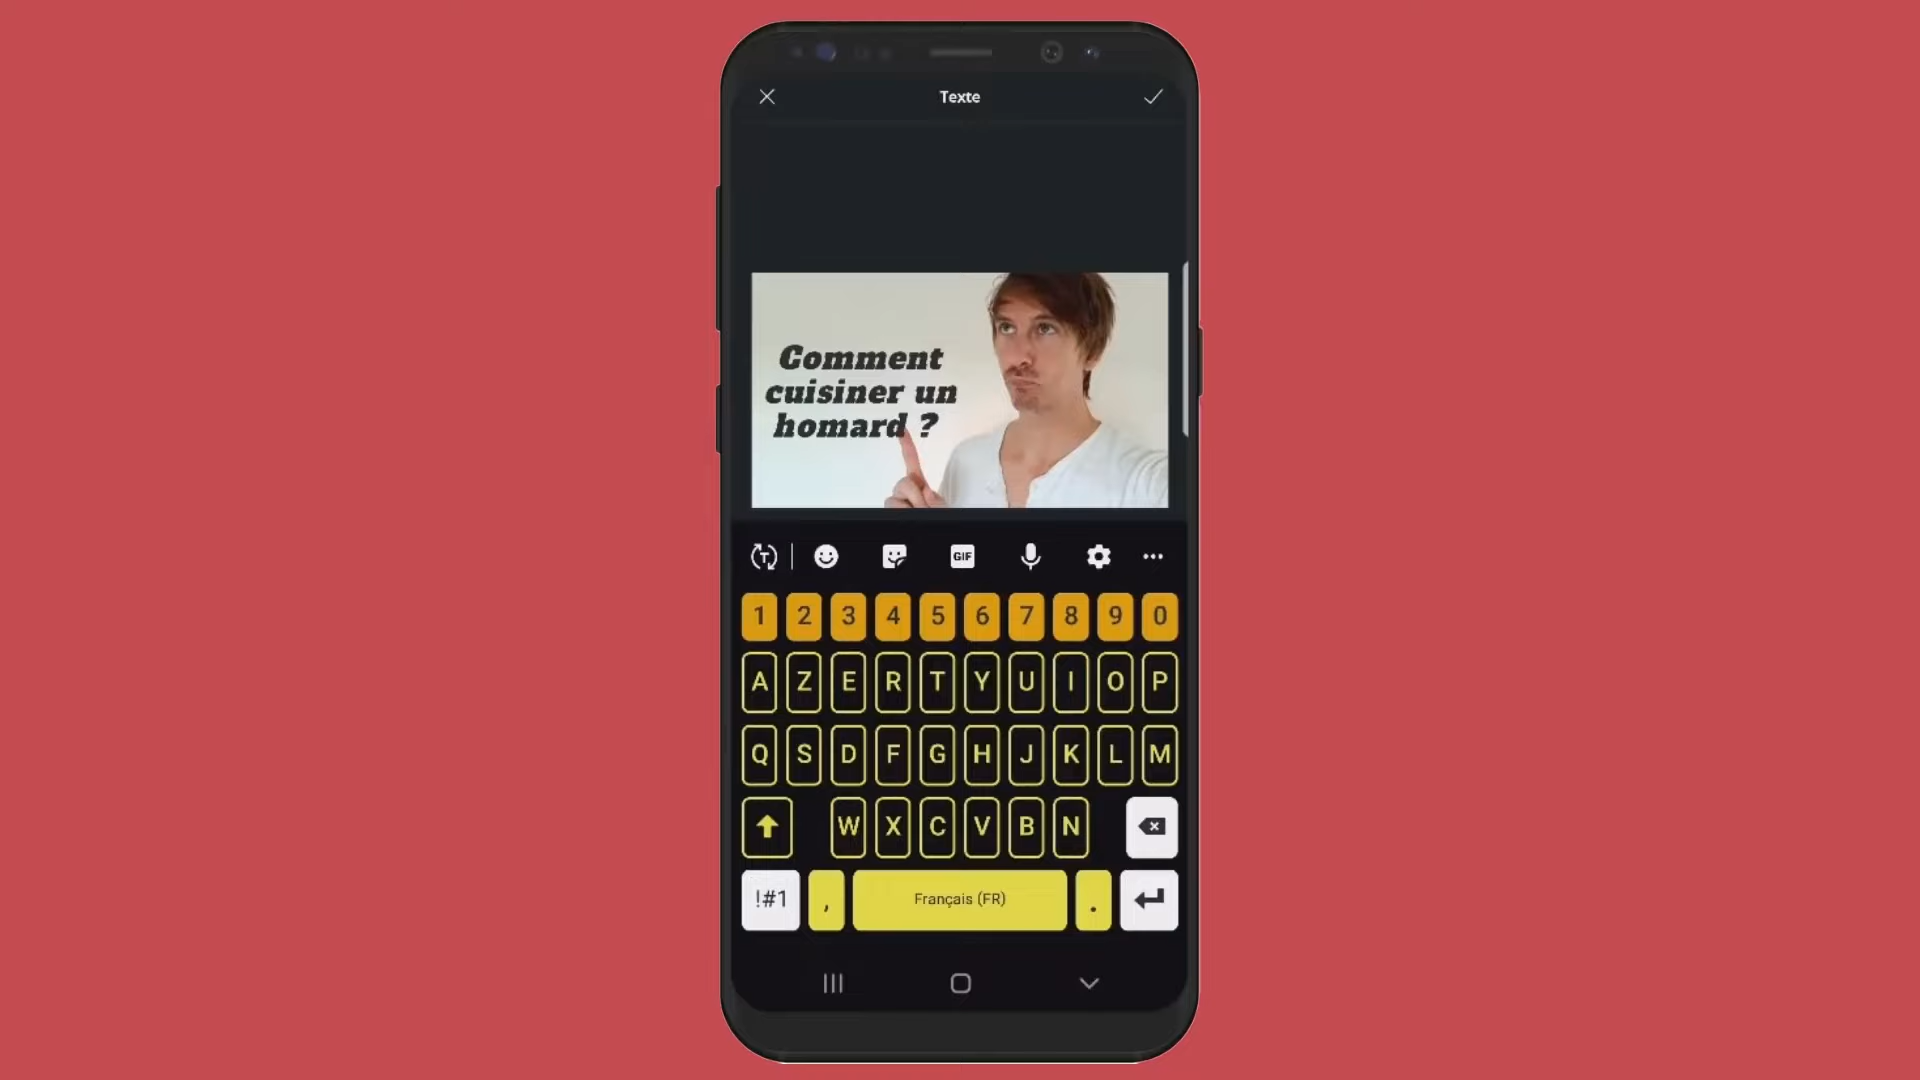 Texte
Comment
cuisiner un
homard ?
GIF
1 2 3 4 5 6 7 8 9 0
A Z E R T Y U I O P
Q S D F G H J K L M
W X C V B N
!#1 , Français (FR) .